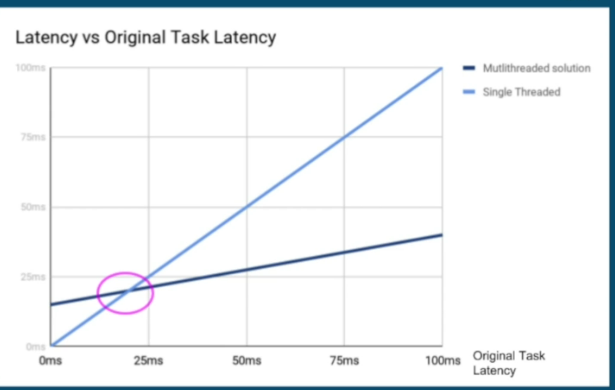 Latency vs Original Task Latency
100ms
75ms
50ms
25ms
0ms
0ms 25ms 50ms 75ms 100ms
Original Task
Latency
Mutlithreaded solution
Single Threaded